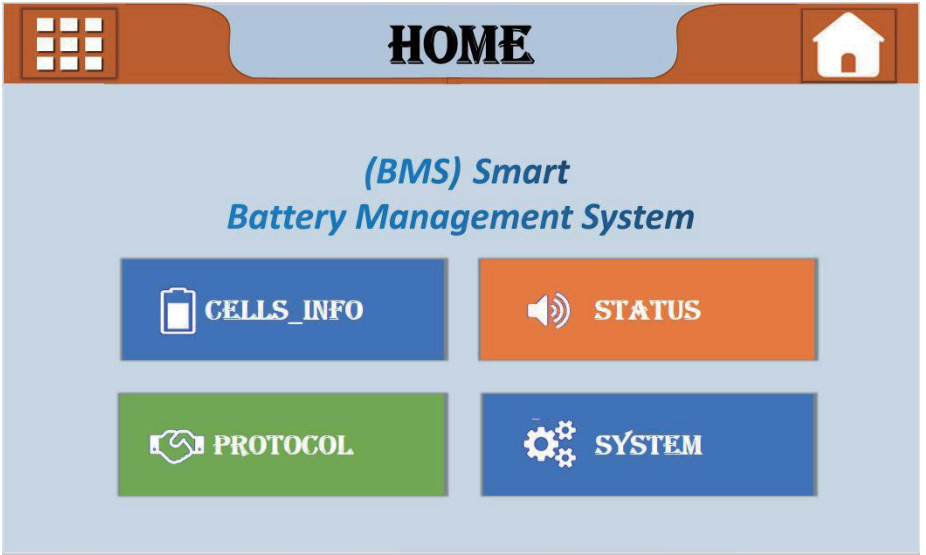 HOME
(BMS) Smart
Battery Management System
CELLS_INFO
STATUS
PROTOCOL
SYSTEM